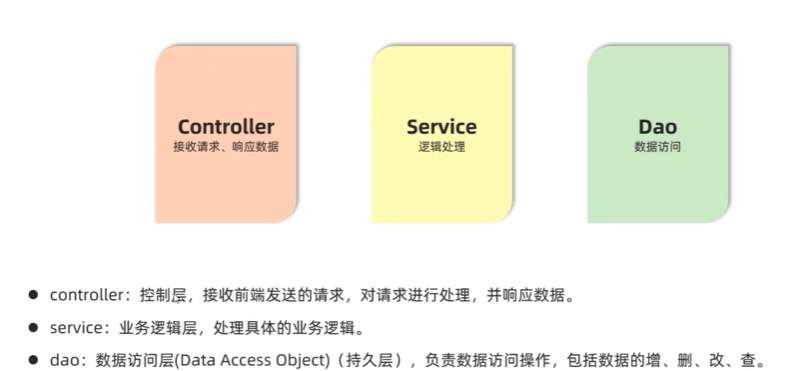 Controller
接收请求、响应数据
Service
逻辑处理
Dao
数据访问
controller：控制层，接收前端发送的请求，对请求进行处理，并响应数据。
service：业务逻辑层，处理具体的业务逻辑。
dao：数据访问层(Data Access Object)（持久层），负责数据访问操作，包括数据的增、删、改、查。